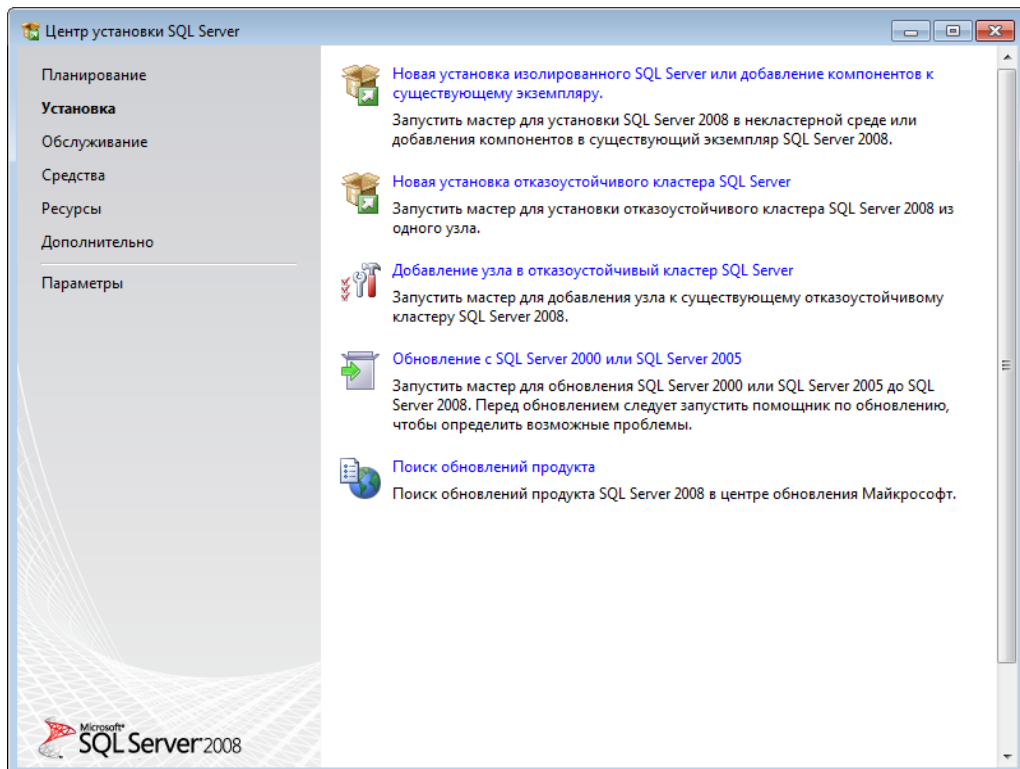 Центр установки SQL Server
Планирование
Установка
Обслуживание
Средства
Ресурсы
Дополнительно
Параметры
Новая установка изолированного SQL Server или добавление компонентов к
существующему экземпляру.
Запустить мастер для установки SQL Server 2008 в некластерной среде или
добавления компонентов в существующий экземпляр SQL Server 2008.
Новая установка отказоустойчивого кластера SQL Server
Запустить мастер для установки отказоустойчивого кластера SQL Server 2008 из
одного узла.
Добавление узла в отказоустойчивый кластер SQL Server
Запустить мастер для добавления узла к существующему отказоустойчивому
кластеру SQL Server 2008.
Обновление с SQL Server 2000 или SQL Server 2005
Запустить мастер для обновления SQL Server 2000 или SQL Server 2005 до SQL
Server 2008. Перед обновлением следует запустить помощник по обновлению,
чтобы определить возможные проблемы.
Поиск обновлений продукта
Поиск обновлений продукта SQL Server 2008 в центре обновления Майкрософт.
Microsoft®
SQL Server 2008